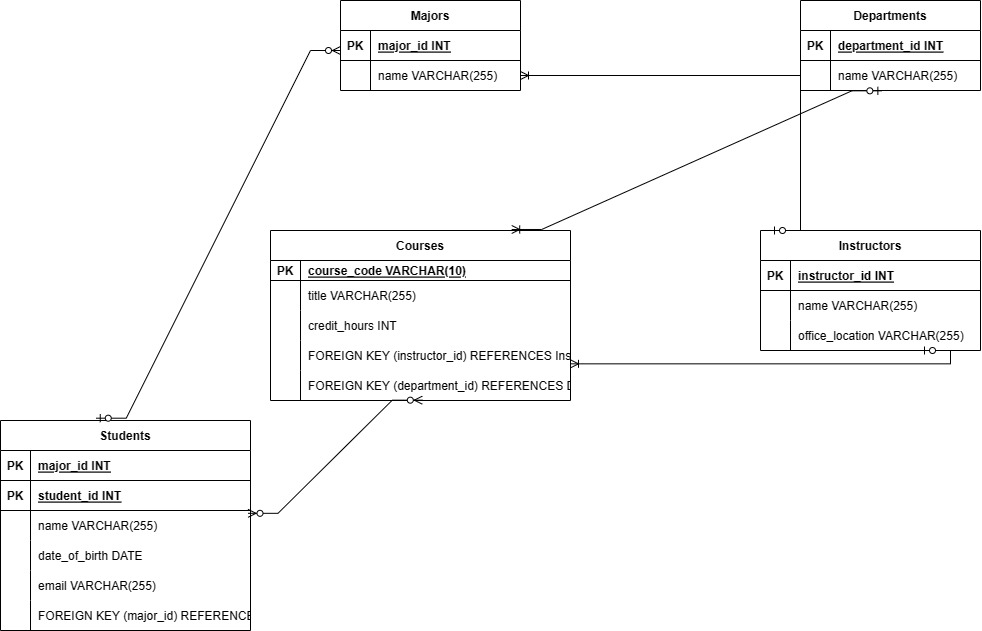 Majors
PK major_id INT
name VARCHAR(255)
Departments
PK department_id INT
name VARCHAR(255)
Courses
PK course_code VARCHAR(10)
title VARCHAR(255)
credit_hours INT
FOREIGN KEY (instructor_id) REFERENCES Ins
FOREIGN KEY (department_id) REFERENCES
Instructors
PK instructor_id INT
name VARCHAR(255)
office_location VARCHAR(255)
Students
PK major_id INT
PK student_id INT
name VARCHAR(255)
date_of_birth DATE
email VARCHAR(255)
FOREIGN KEY (major_id) REFERENCE